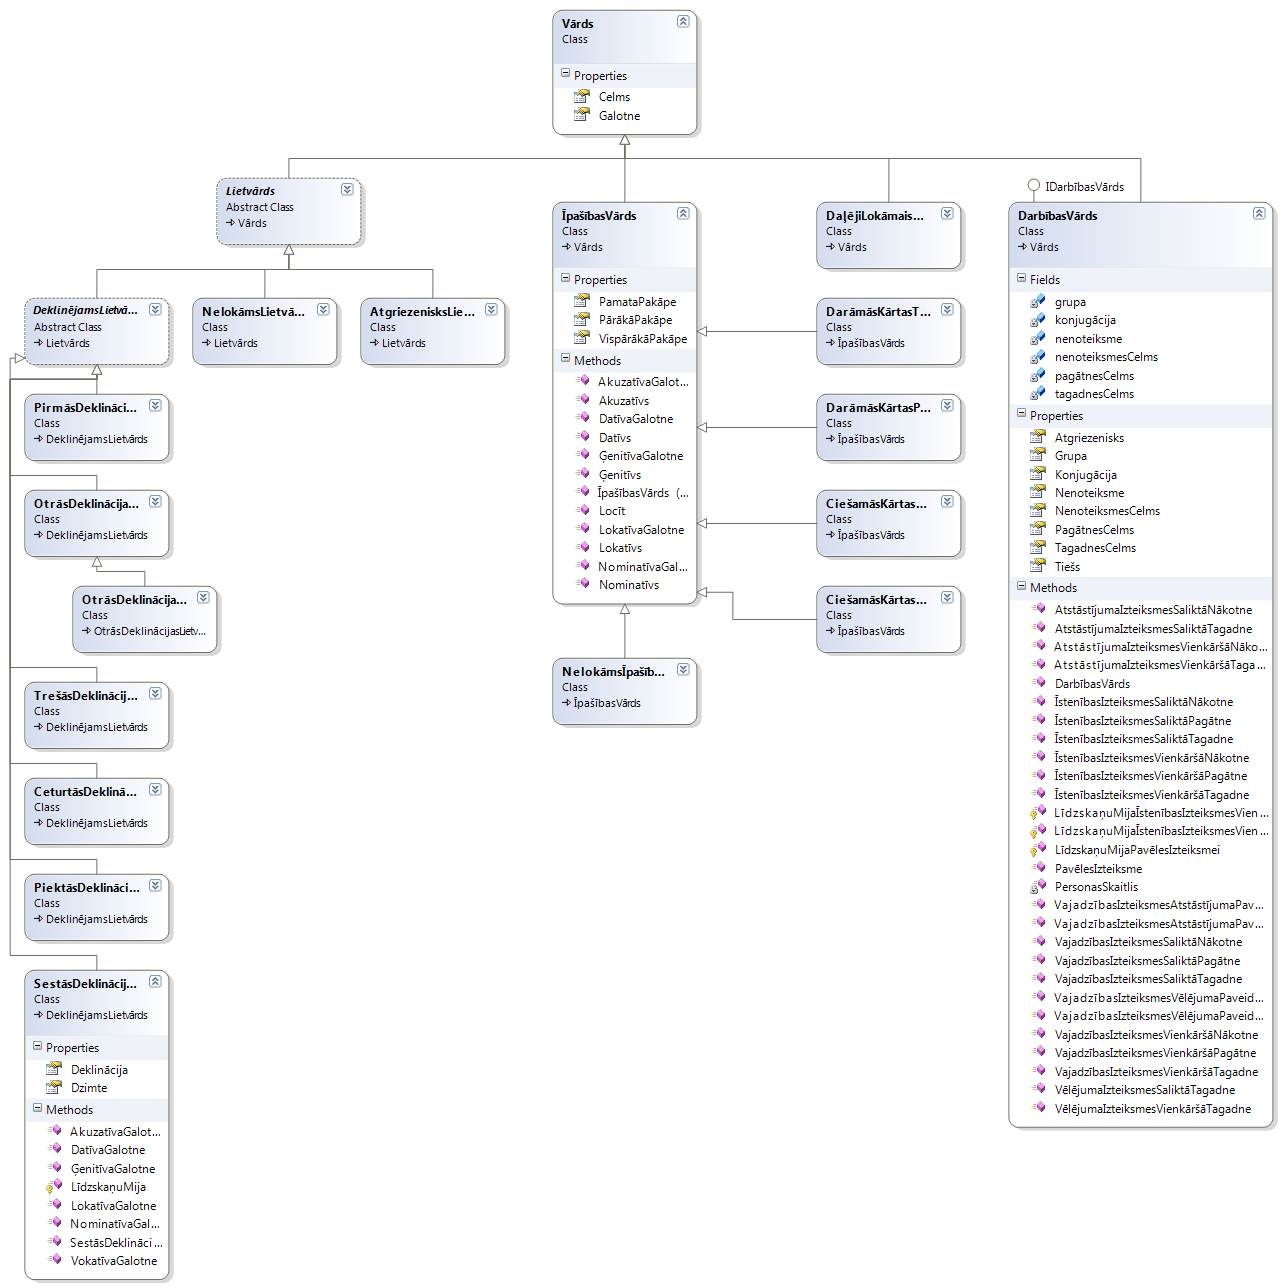 Vārds
Class
Properties
Celms
Galotne
Lietvārds
Abstract Class
Vārds
ĪpašībasVārds
Class
Vārds
Properties
PamataPakāpe
PārākāPakāpe
VispārākāPakāpe
Methods
AkuzatīvaGalot...
Akuzatīvs
DatīvaGalotne
Datīvs
ĢenitīvaGalotne
Ģenitīvs
ĪpašībasVārds (...
Locīt
LokatīvaGalotne
Lokatīvs
NominatīvaGal...
Nominatīvs
DaļējiLokāmais...
Class
Vārds
IDarbībasVārds
DarbībasVārds
Class
Vārds
Fields
grupa
konjugācija
nenoteiksme
nenoteiksmesCelms
pagātnesCelms
tagadnesCelms
Properties
Atgriezenisks
Grupa
Konjugācija
Nenoteiksme
NenoteiksmesCelms
PagātnesCelms
TagadnesCelms
Tiešs
Methods
AtstāstījumaIzteiksmesSaliktāNākotne
AtstāstījumaIzteiksmesSaliktāTagadne
AtstāstījumaIzteiksmesVienkāršāNāko...
AtstāstījumaIzteiksmesVienkāršāTaga...
DarbībasVārds
ĪstenībasIzteiksmesSaliktāNākotne
ĪstenībasIzteiksmesSaliktāPagātne
ĪstenībasIzteiksmesSaliktāTagadne
ĪstenībasIzteiksmesVienkāršāNākotne
ĪstenībasIzteiksmesVienkāršāPagātne
ĪstenībasIzteiksmesVienkāršāTagadne
LīdzskaņuMijaĪstenībasIzteiksmesVien...
LīdzskaņuMijaĪstenībasIzteiksmesVien...
LīdzskaņuMijaPavēlesIzteiksmei
PavēlesIzteiksme
PersonasSkaitlis
VajadzībasIzteiksmesAtstāstījumaPav...
VajadzībasIzteiksmesAtstāstījumaPav...
VajadzībasIzteiksmesSaliktāNākotne
VajadzībasIzteiksmesSaliktāPagātne
VajadzībasIzteiksmesSaliktāTagadne
VajadzībasIzteiksmesVēlējumaPaveid...
VajadzībasIzteiksmesVēlējumaPaveid...
VajadzībasIzteiksmesVienkāršāNākotne
VajadzībasIzteiksmesVienkāršāPagātne
VajadzībasIzteiksmesVienkāršāTagadne
VēlējumaIzteiksmesSaliktāTagadne
VēlējumaIzteiksmesVienkāršāTagadne
DeklinējamsLietvā...
Abstract Class
Lietvārds
NelokāmsLietvā...
Class
Lietvārds
AtgriezenisksLie...
Class
Lietvārds
DarāmāsKārtasT...
Class
ĪpašībasVārds
DarāmāsKārtasP...
Class
ĪpašībasVārds
CiešamāsKārtas...
Class
ĪpašībasVārds
CiešamāsKārtas...
Class
ĪpašībasVārds
NelokāmsĪpašīb...
Class
ĪpašībasVārds
PirmāsDeklināci...
Class
DeklinējamsLietvārds
OtrāsDeklinācija...
Class
DeklinējamsLietvārds
OtrāsDeklinācija...
Class
OtrāsDeklinācijasLietv...
TrešāsDeklinācij...
Class
DeklinējamsLietvārds
CeturtāsDeklinā...
Class
DeklinējamsLietvārds
PiektāsDeklināci...
Class
DeklinējamsLietvārds
SestāsDeklinācij...
Class
DeklinējamsLietvārds
Properties
Deklinācija
Dzimte
Methods
AkuzatīvaGalot...
DatīvaGalotne
ĢenitīvaGalotne
LīdzskaņuMija
LokatīvaGalotne
NominatīvaGal...
SestāsDeklināci...
VokatīvaGalotne